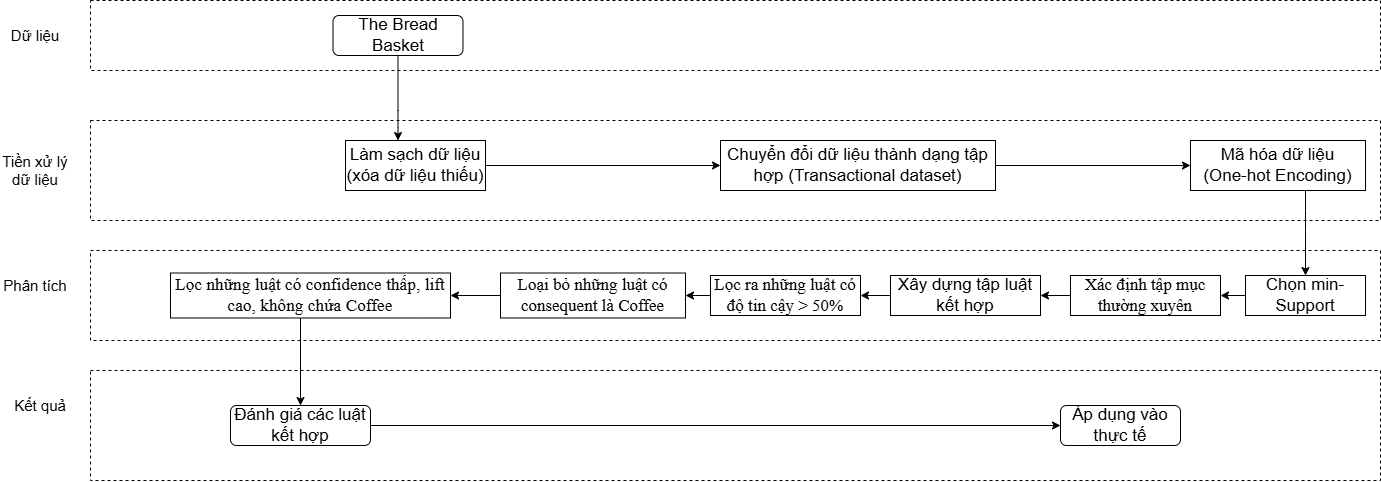 Dữ liệu
The Bread
Basket
Tiền xử lý
dữ liệu
Làm sạch dữ liệu
(xóa dữ liệu thiếu)
Chuyển đổi dữ liệu thành dạng tập
hợp (Transactional dataset)
Mã hóa dữ liệu
(One-hot Encoding)
Phân tích
Lọc những luật có confidence thấp, lift
cao, không chứa Coffee
Loại bỏ những luật có
consequent là Coffee
Lọc ra những luật có
độ tin cậy > 50%
Xây dựng tập luật
kết hợp
Xác định tập mục
thường xuyên
Chọn min-
Support
Kết quả
Đánh giá các luật
kết hợp
Áp dụng vào
thực tế